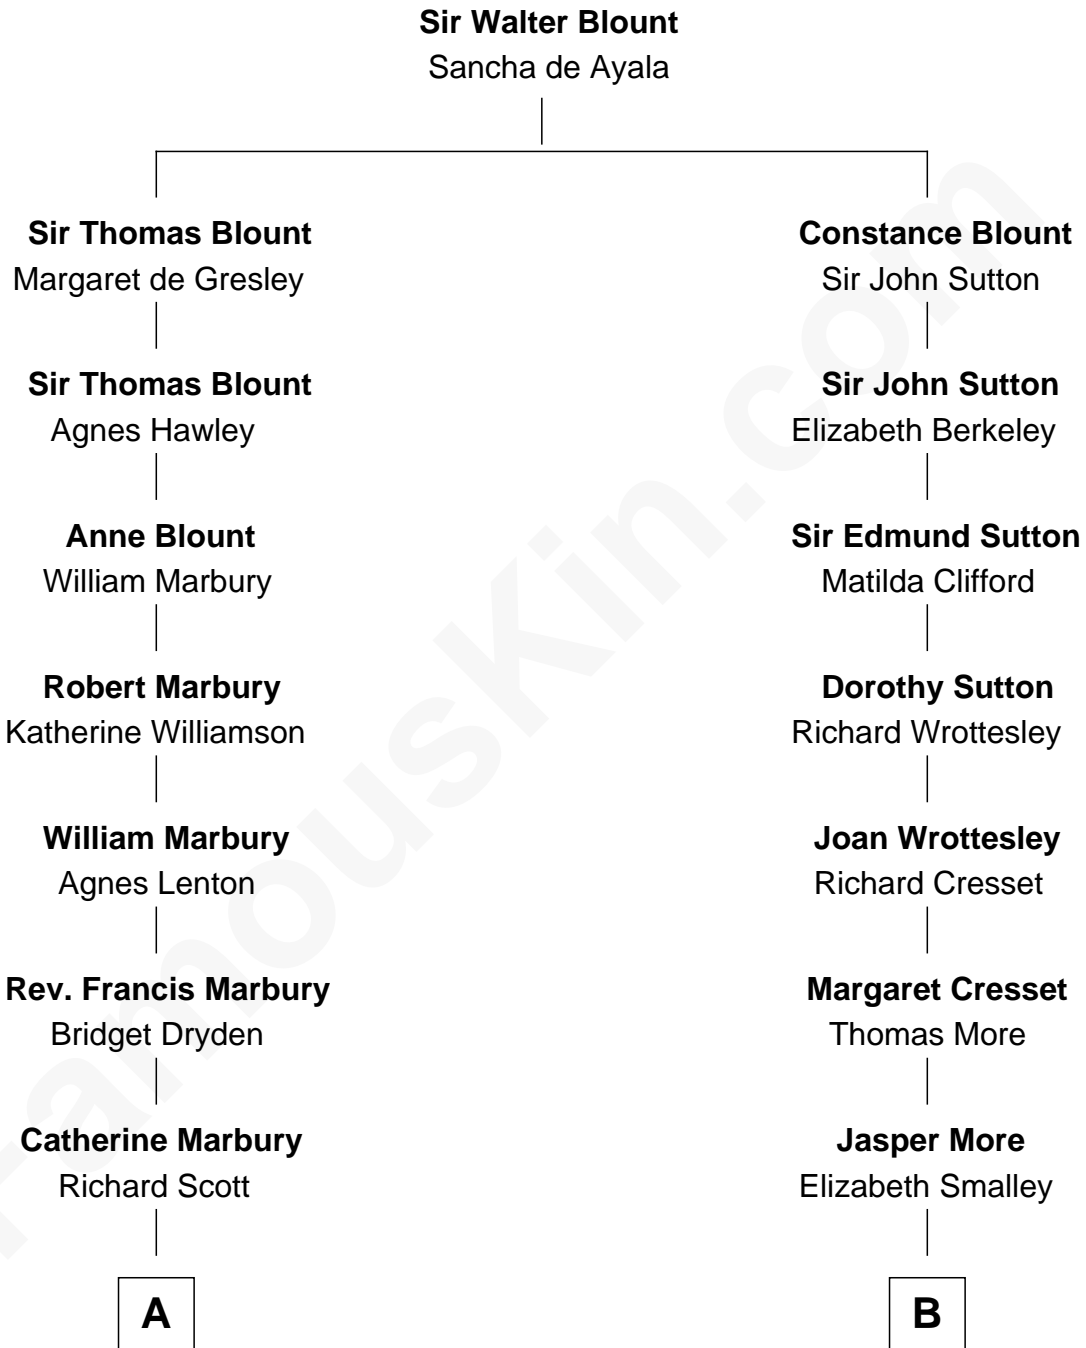 Sir Walter Blount
Sancha de Ayala
Sir Thomas Blount
Margaret de Gresley
Constance Blount
Sir John Sutton
Sir Thomas Blount
Agnes Hawley
Sir John Sutton
Elizabeth Berkeley
Anne Blount
William Marbury
Sir Edmund Sutton
Matilda Clifford
Robert Marbury
Katherine Williamson
Dorothy Sutton
Richard Wrottesley
William Marbury
Agnes Lenton
Joan Wrottesley
Richard Cresset
Rev. Francis Marbury
Bridget Dryden
Margaret Cresset
Thomas More
Catherine Marbury
Richard Scott
Jasper More
Elizabeth Smalley
A
B
FamousKin.com